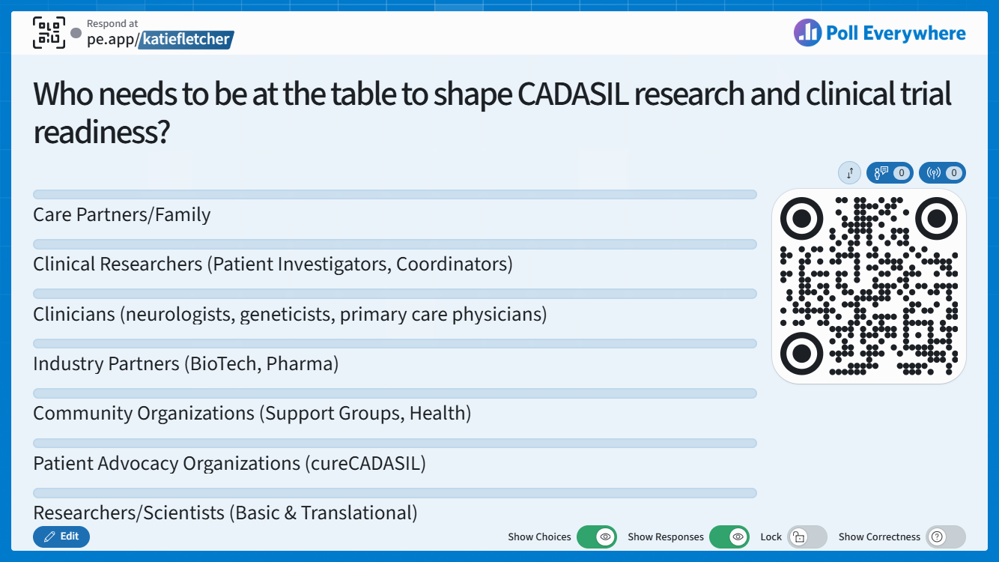 Respond at
pe.app/katiefletcher
Poll Everywhere
Who needs to be at the table to shape CADASIL research and clinical trial
readiness?
0
0
Care Partners/Family
Clinical Researchers (Patient Investigators, Coordinators)
Clinicians (neurologists, geneticists, primary care physicians)
Industry Partners (BioTech, Pharma)
Community Organizations (Support Groups, Health)
Patient Advocacy Organizations (cureCADASIL)
Researchers/Scientists (Basic & Translational)
Edit
Show Choices
Show Responses
Lock
Show Correctness